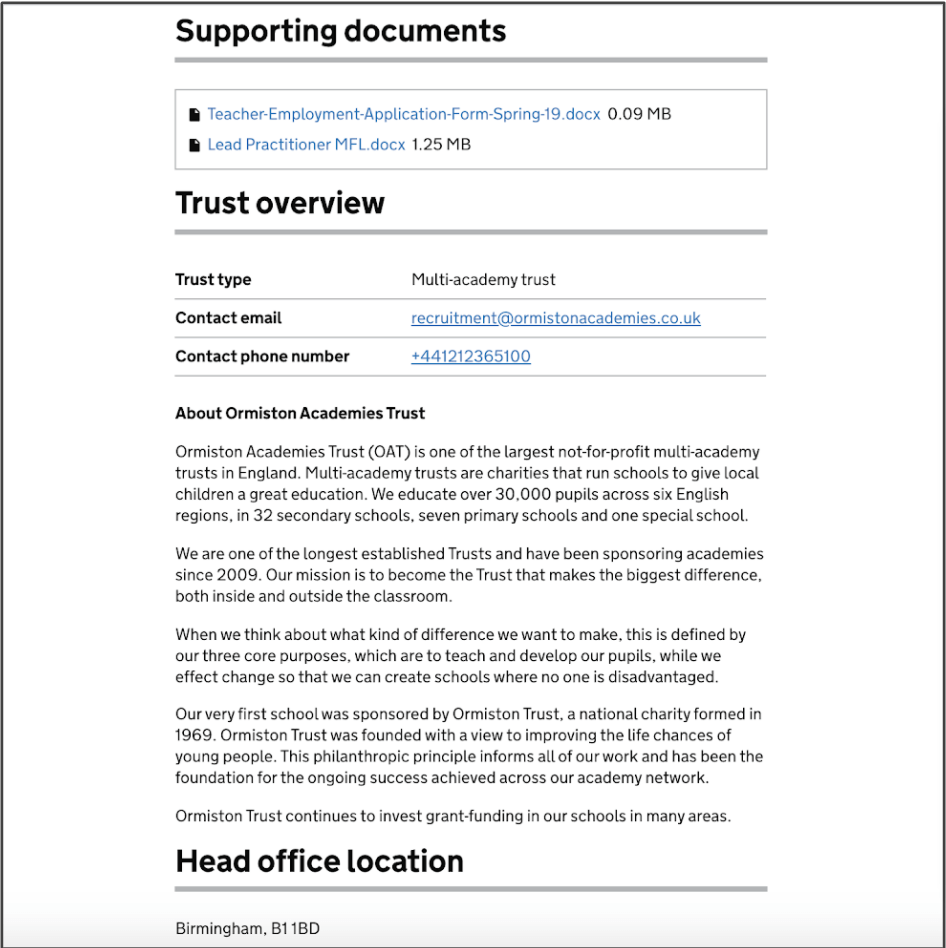 Supporting documents
Teacher-Employment-Application-Form-Spring-19.docx 0.09 MB
Lead Practitioner MFL.docx 1.25 MB
Trust overview
Trust type Multi-academy trust
Contact email recruitment@ormistonacademies.co.uk
Contact phone number +441212365100
About Ormiston Academies Trust
Ormiston Academies Trust (OAT) is one of the largest not-for-profit multi-academy
trusts in England. Multi-academy trusts are charities that run schools to give local
children a great education. We educate over 30,000 pupils across six English
regions, in 32 secondary schools, seven primary schools and one special school.
We are one of the longest established Trusts and have been sponsoring academies
since 2009. Our mission is to become the Trust that makes the biggest difference,
both inside and outside the classroom.
When we think about what kind of difference we want to make, this is defined by
our three core purposes, which are to teach and develop our pupils, while we
effect change so that we can create schools where no one is disadvantaged.
Our very first school was sponsored by Ormiston Trust, a national charity formed in
1969. Ormiston Trust was founded with a view to improving the life chances of
young people. This philanthropic principle informs all of our work and has been the
foundation for the ongoing success achieved across our academy network.
Ormiston Trust continues to invest grant-funding in our schools in many areas.
Head office location
Birmingham, B1 1BD